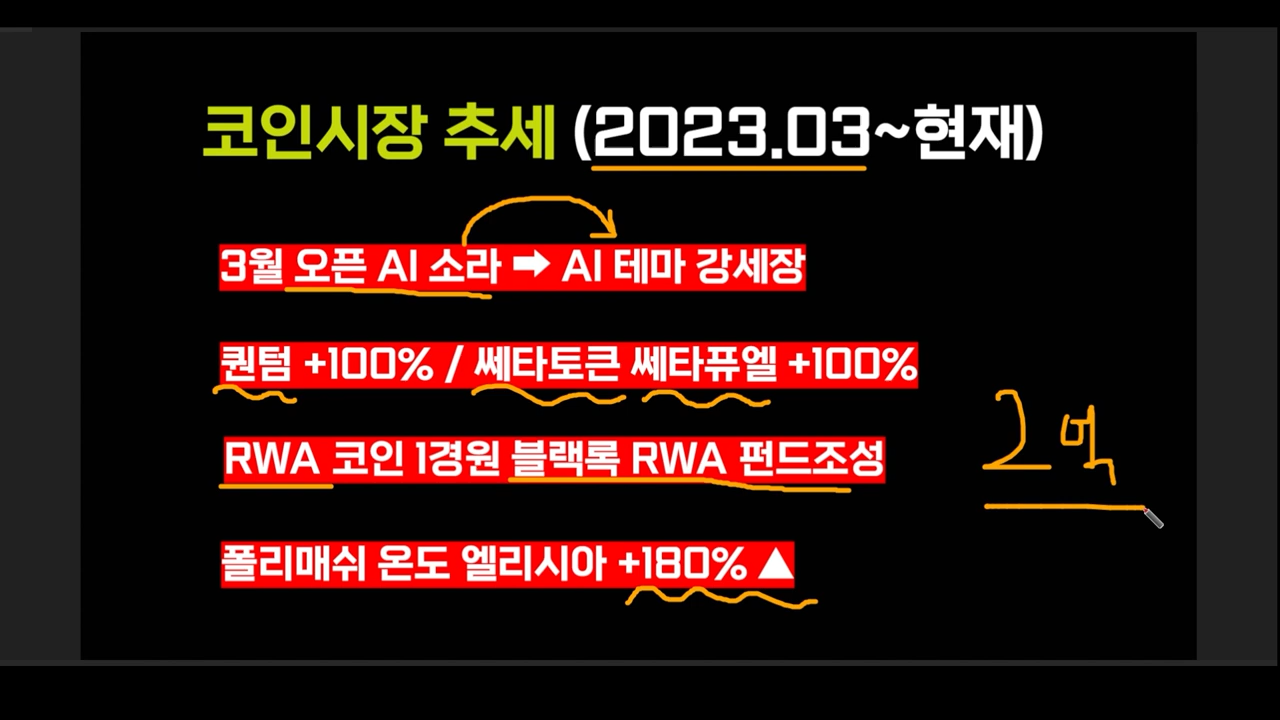 코인시장 추세 (2023.03~현재)
3월 오픈 AI 소라 ➡ AI 테마 강세장
퀀텀 +100% / 쎄타토큰 쎄타퓨엘 +100%
RWA 코인 1경원 블랙록 RWA 펀드조성
2억
폴리매쉬 온도 엘리시아 +180% ▲